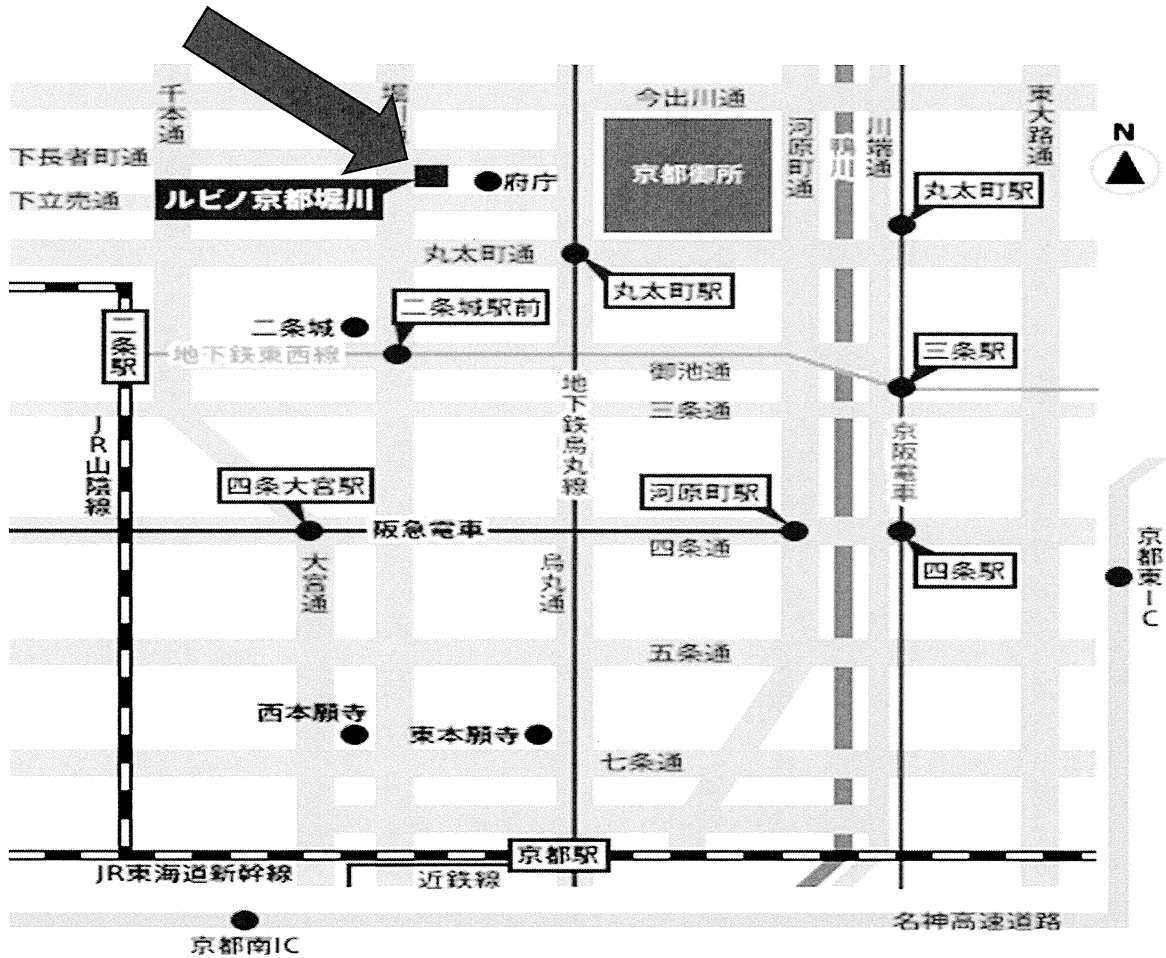 千本通
堀川通
今出川通
河原町通
鴨川
川端通
東大路通
N
下長者町通
下立売通
ルビノ京都堀川
府庁
京都御所
丸太町駅
丸太町通
丸太町駅
二条城駅前
二条城
二条駅
地下鉄東西線
御池通
三条駅
三条通
地下鉄烏丸線
京阪電車
JR山陰線
四条大宮駅
河原町駅
阪急電車
四条通
四条駅
大宮通
烏丸通
京都東IC
五条通
西本願寺
東本願寺
七条通
京都駅
JR東海道新幹線
近鉄線
名神高速道路
京都南IC